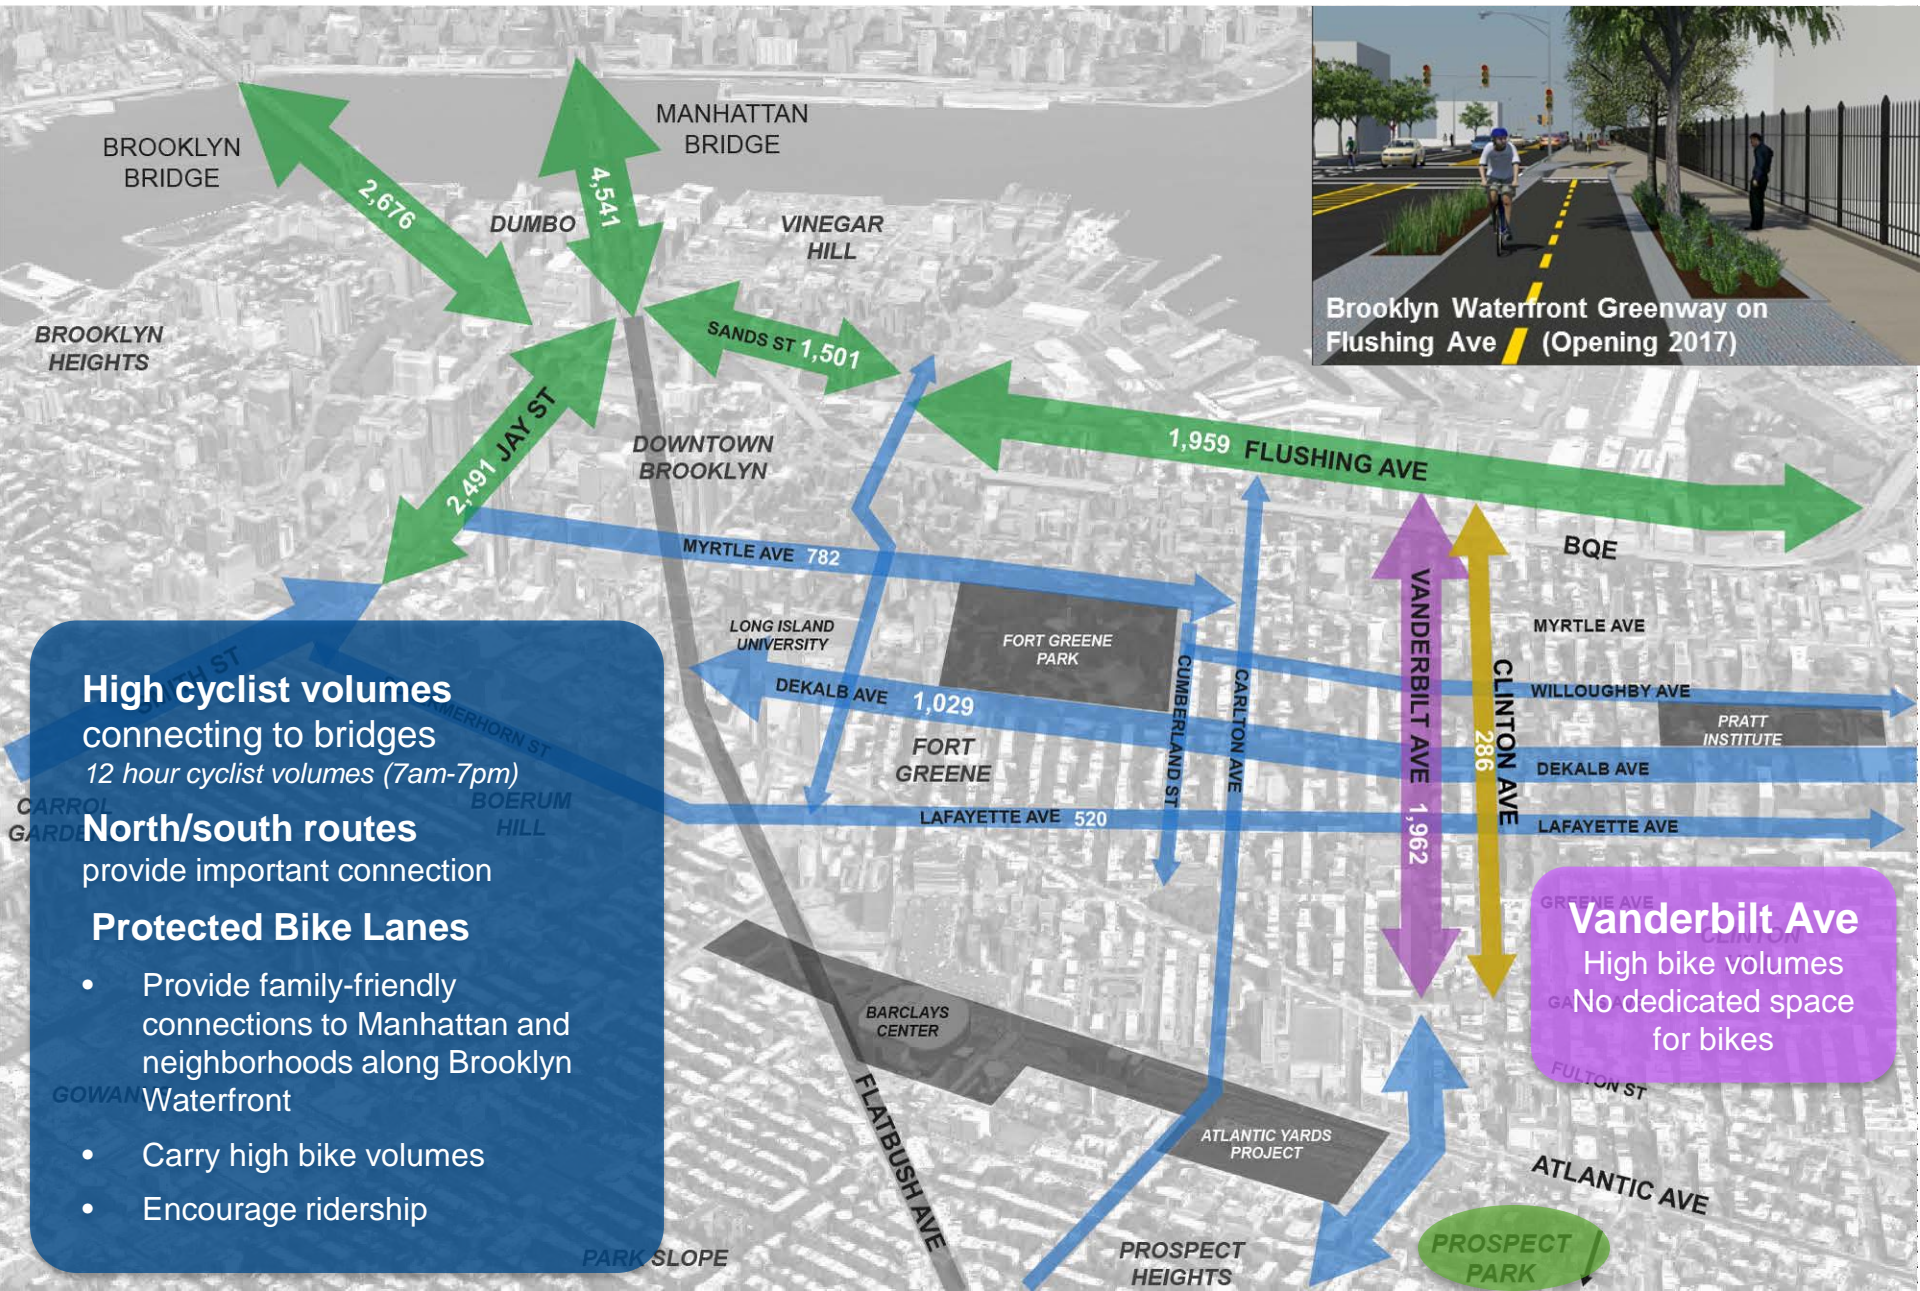 BROOKLYN
BRIDGE
MANHATTAN
BRIDGE
2,676
4,541
DUMBO
VINEGAR
HILL
Brooklyn Waterfront Greenway on
Flushing Ave (Opening 2017)
BROOKLYN
HEIGHTS
SANDS ST 1,501
2,491 JAY ST
DOWNTOWN
BROOKLYN
1,959 FLUSHING AVE
MYRTLE AVE 782
BQE
LONG ISLAND
UNIVERSITY
FORT GREENE
PARK
MYRTLE AVE
CUMBERLAND ST
CARLTON AVE
VANDERBILT AVE 1,962
CLINTON AVE
286
WILLOUGHBY AVE
PRATT
INSTITUTE
DEKALB AVE 1,029
FORT
GREENE
DEKALB AVE
LAFAYETTE AVE 520
LAFAYETTE AVE
High cyclist volumes
connecting to bridges
12 hour cyclist volumes (7am-7pm)
North/south routes
provide important connection
Protected Bike Lanes
• Provide family-friendly
connections to Manhattan and
neighborhoods along Brooklyn
Waterfront
• Carry high bike volumes
• Encourage ridership
BOERUM
HILL
GREENE AVE
CLINTON
Vanderbilt Ave
High bike volumes
No dedicated space
for bikes
FULTON ST
BARCLAYS
CENTER
FLATBUSH AVE
ATLANTIC YARDS
PROJECT
ATLANTIC AVE
PARK SLOPE
PROSPECT
HEIGHTS
PROSPECT
PARK